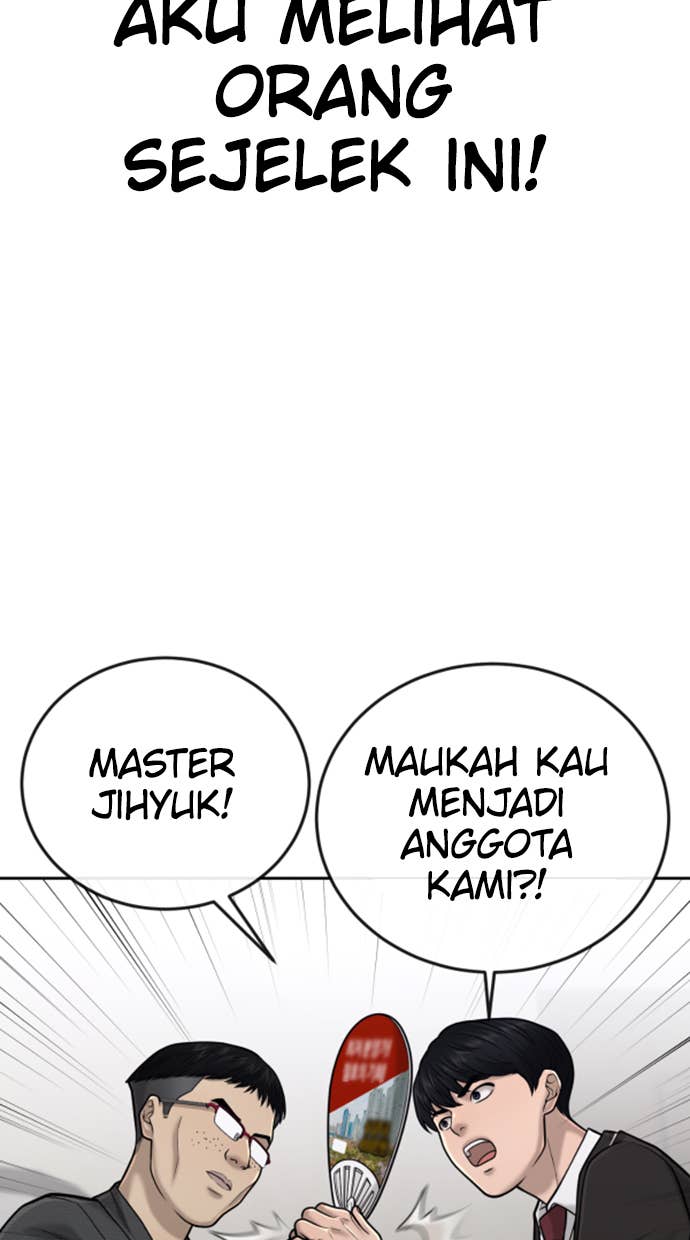 AKU MELIHAT
ORANG
SEJELEK INI!
MASTER
JIHYUK!
MAUKAH KAU
MENJADI
ANGGOTA
KAMI?!